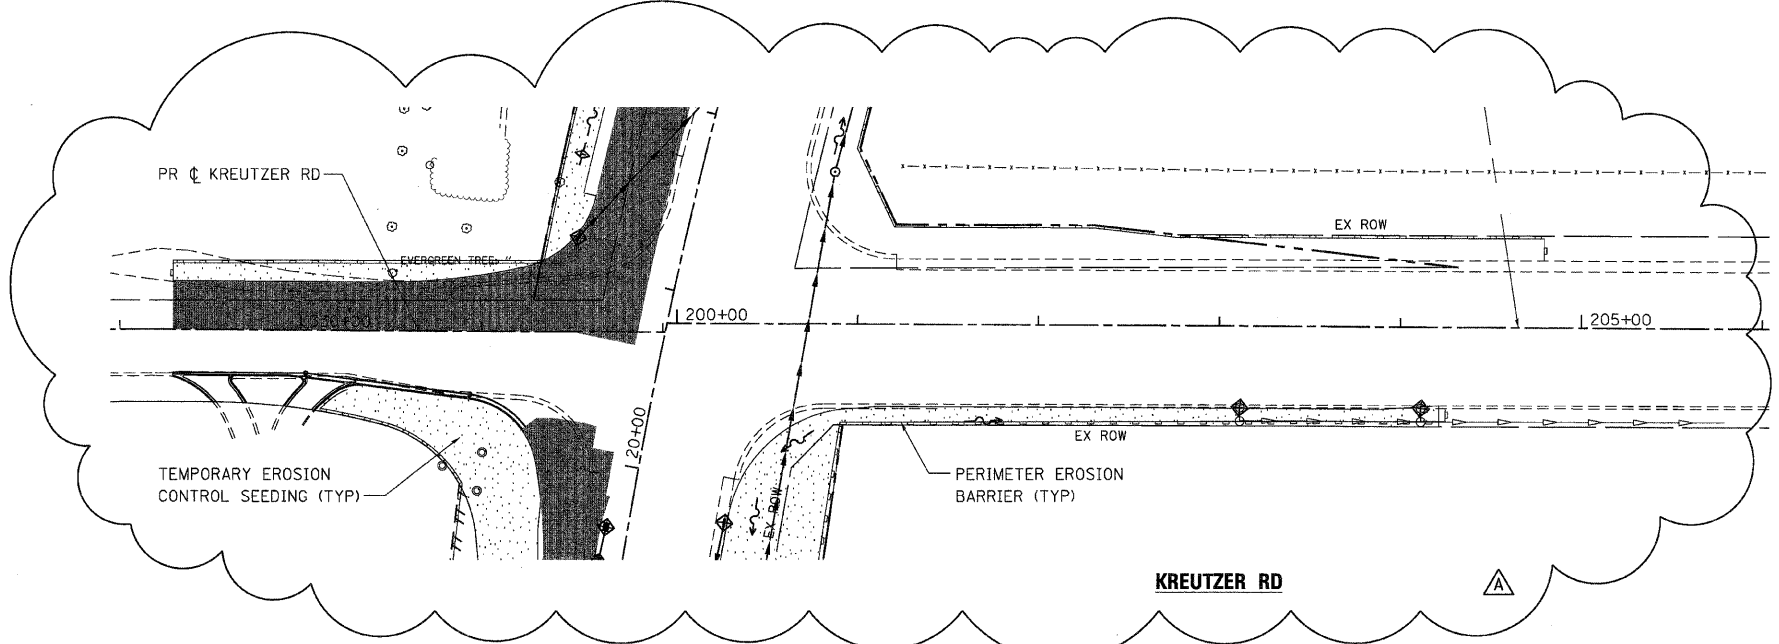 PR ℄ KREUTZER RD
EVERGREEN TREE
EX ROW
200+00
205+00
20+00
EX ROW
TEMPORARY EROSION
CONTROL SEEDING (TYP)
PERIMETER EROSION
BARRIER (TYP)
EX ROW
KREUTZER RD
A